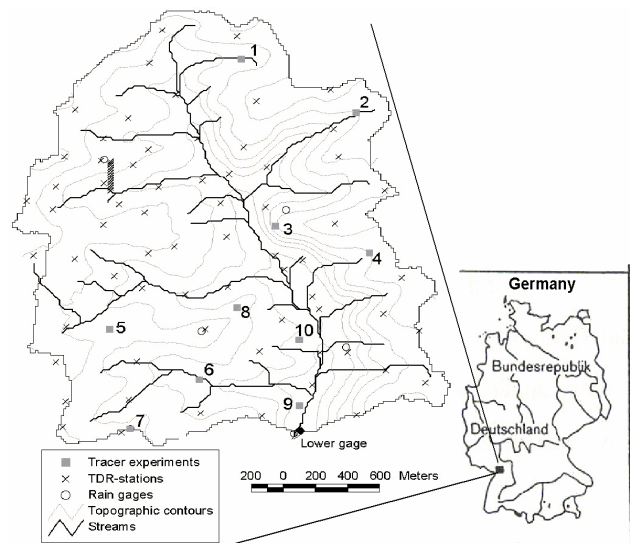 1
2
3
4
5
6
7
8
9
10
Lower gage
Tracer experiments
TDR-stations
Rain gages
Topographic contours
Streams
200 0 200 400 600 Meters
Germany
Bundesrepublik
Deutschland